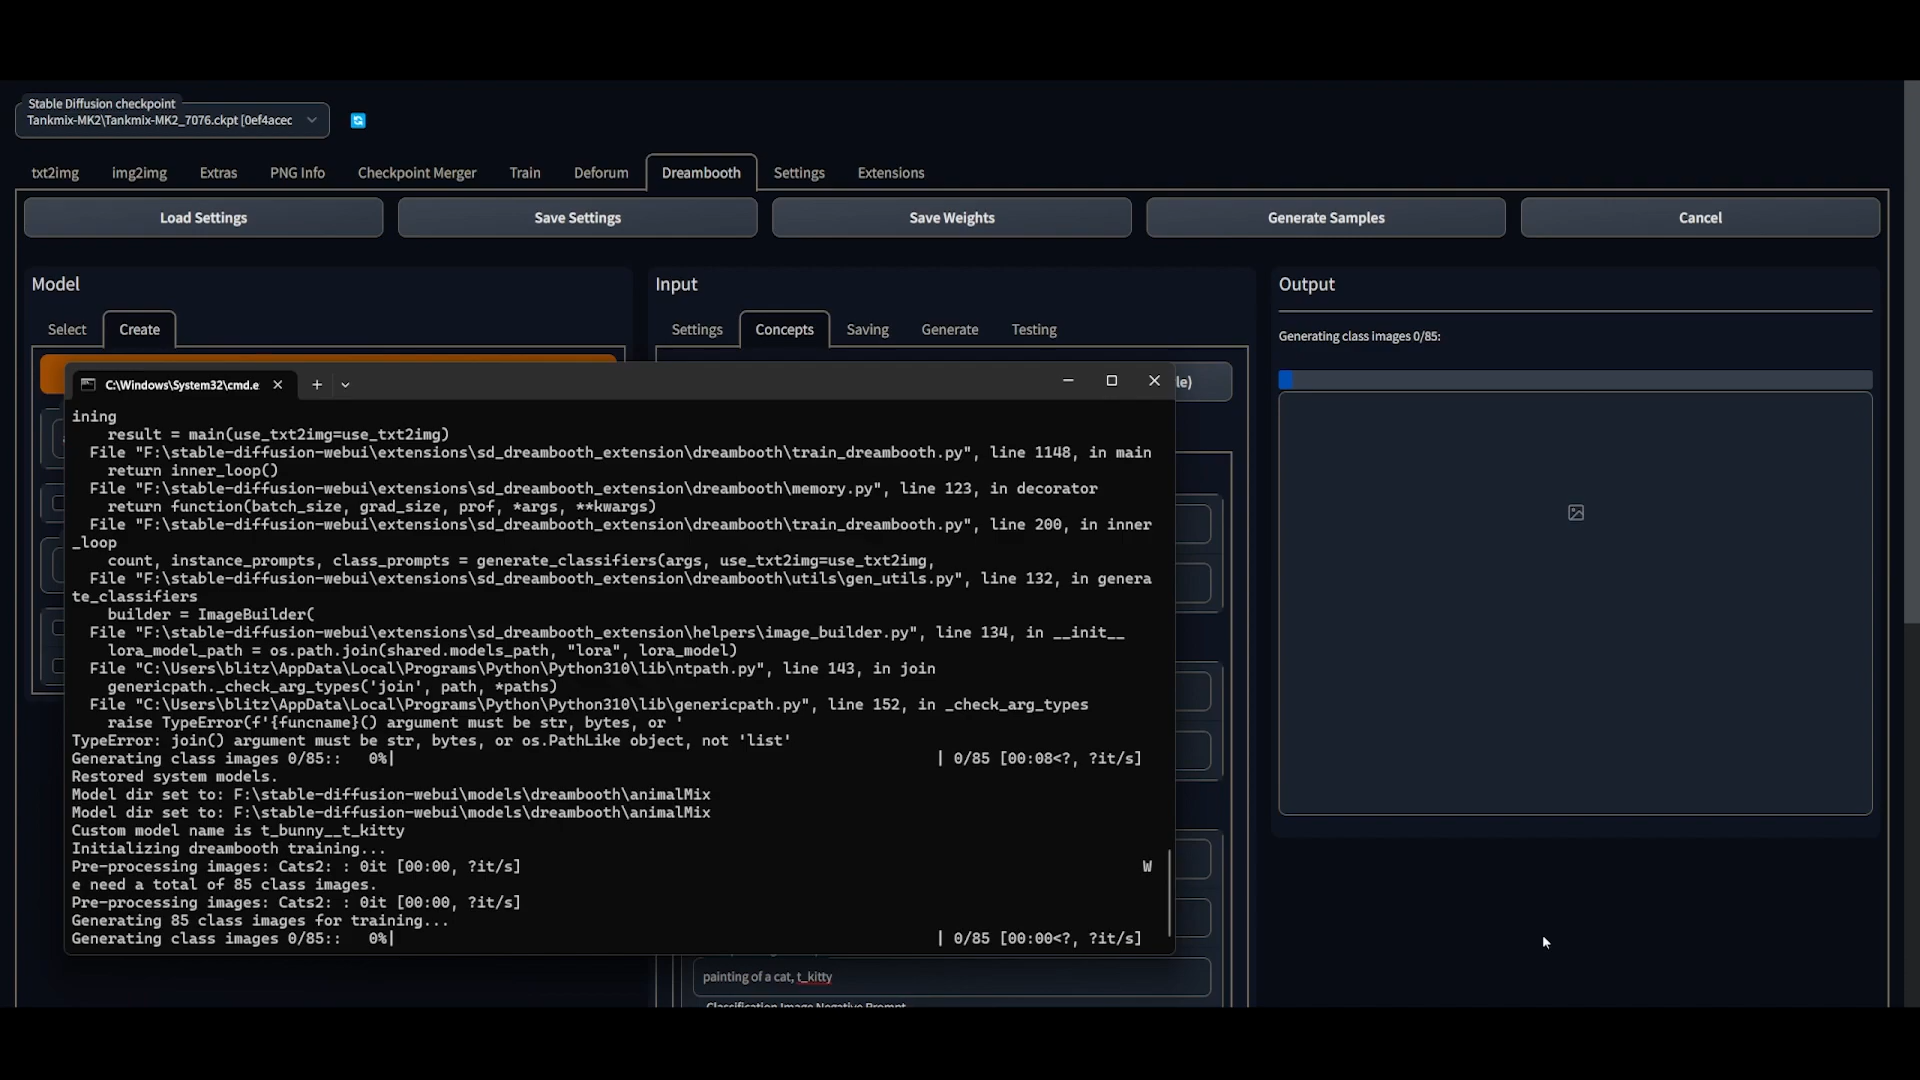 Stable Diffusion checkpoint
Tankmix-MK2\Tankmix-MK2_7076.ckpt [0ef4acec
txt2img img2img Extras PNG Info Checkpoint Merger Train Deforum Dreambooth Settings Extensions
Load Settings Save Settings Save Weights Generate Samples Cancel
Model
Select Create
Input
Settings Concepts Saving Generate Testing
le)
Output
Generating class images 0/85:
C:\Windows\System32\cmd.e
ining
result = main(use_txt2img=use_txt2img)
File "F:\stable-diffusion-webui\extensions\sd_dreambooth_extension\dreambooth\train_dreambooth.py", line 1148, in main
return inner_loop()
File "F:\stable-diffusion-webui\extensions\sd_dreambooth_extension\dreambooth\memory.py", line 123, in decorator
return function(batch_size, grad_size, prof, *args, **kwargs)
File "F:\stable-diffusion-webui\extensions\sd_dreambooth_extension\dreambooth\train_dreambooth.py", line 200, in inner
_loop
count, instance_prompts, class_prompts = generate_classifiers(args, use_txt2img=use_txt2img,
File "F:\stable-diffusion-webui\extensions\sd_dreambooth_extension\dreambooth\utils\gen_utils.py", line 132, in genera
te_classifiers
builder = ImageBuilder(
File "F:\stable-diffusion-webui\extensions\sd_dreambooth_extension\helpers\image_builder.py", line 134, in __init__
lora_model_path = os.path.join(shared.models_path, "lora", lora_model)
File "C:\Users\blitz\AppData\Local\Programs\Python\Python310\lib\ntpath.py", line 143, in join
genericpath._check_arg_types('join', path, *paths)
File "C:\Users\blitz\AppData\Local\Programs\Python\Python310\lib\genericpath.py", line 152, in _check_arg_types
raise TypeError(f'{funcname}() argument must be str, bytes, or '
TypeError: join() argument must be str, bytes, or os.PathLike object, not 'list'
Generating class images 0/85:: 0%| | 0/85 [00:08<?, ?it/s]
Restored system models.
Model dir set to: F:\stable-diffusion-webui\models\dreambooth\animalMix
Model dir set to: F:\stable-diffusion-webui\models\dreambooth\animalMix
Custom model name is t_bunny__t_kitty
Initializing dreambooth training...
Pre-processing images: Cats2: : 0it [00:00, ?it/s] W
e need a total of 85 class images.
Pre-processing images: Cats2: : 0it [00:00, ?it/s]
Generating 85 class images for training...
Generating class images 0/85:: 0%| | 0/85 [00:00<?, ?it/s]
painting of a cat, t_kitty
Classification Image Negative Prompt